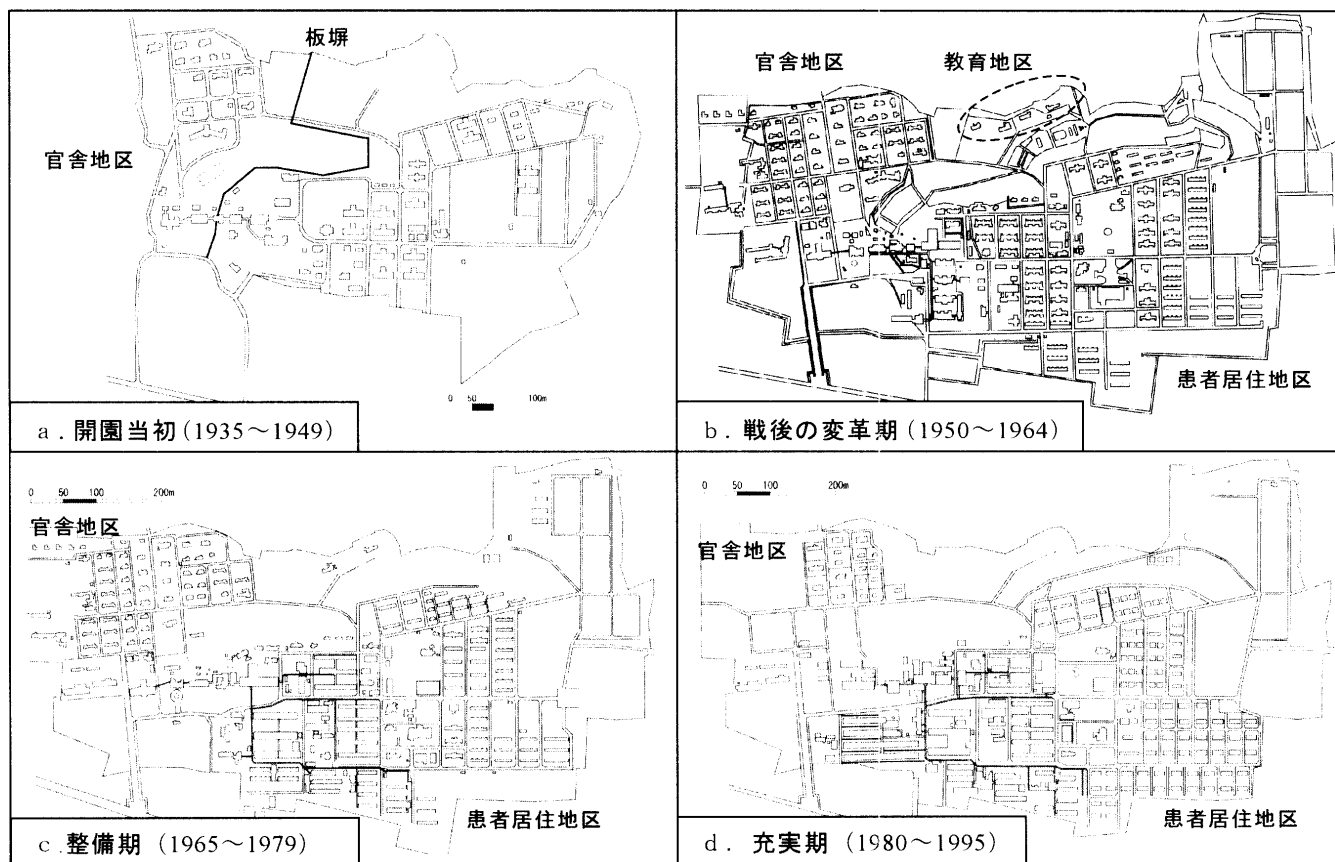 板塀
官舎地区
0 50 100m
a．開園当初 (1935～1949)
官舎地区
教育地区
患者居住地区
b．戦後の変革期 (1950～1964)
0 50 100 200m
官舎地区
患者居住地区
c．整備期 (1965～1979)
0 50 100 200m
官舎地区
患者居住地区
d．充実期 (1980～1995)